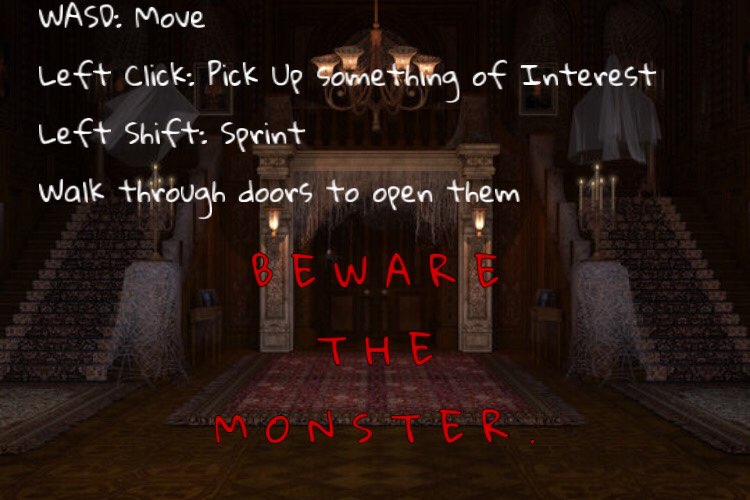 WASD: Move
Left Click: Pick Up something of Interest
Left Shift: Sprint
Walk through doors to open them
BEWARE
THE
MONSTER.